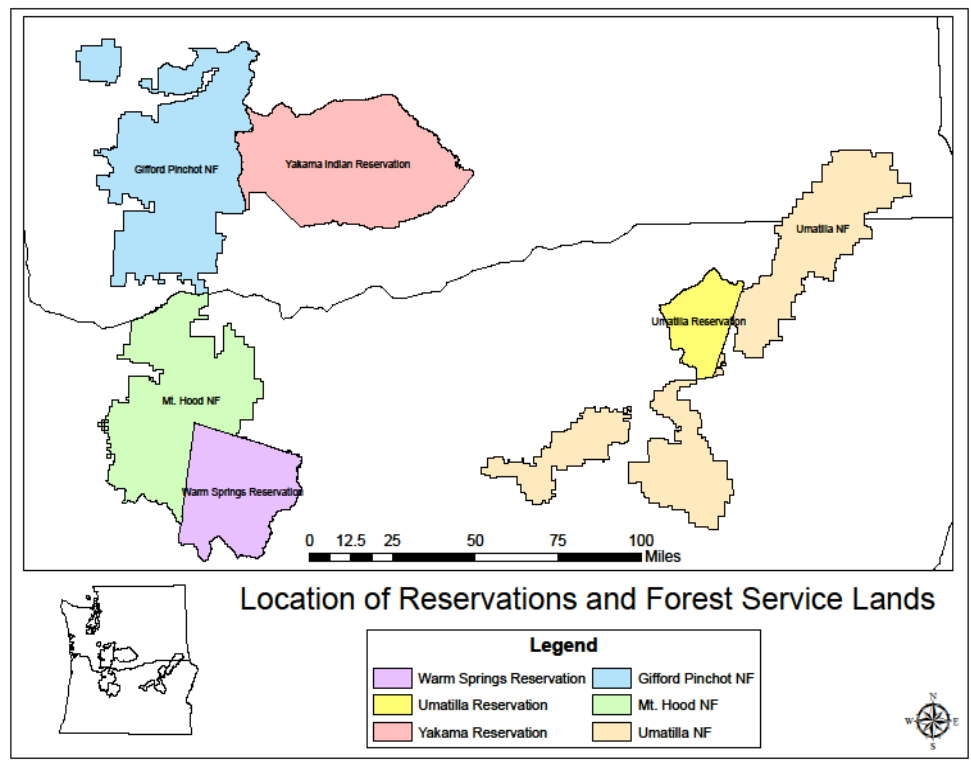 Gifford Pinchot NF
Yakama Indian Reservation
Umatilla NF
Umatilla Reservation
Mt. Hood NF
Warm Springs Reservation
0 12.5 25 50 75 100
Miles
Location of Reservations and Forest Service Lands
Legend
Warm Springs Reservation Gifford Pinchot NF
Umatilla Reservation Mt. Hood NF
Yakama Reservation Umatilla NF
N
W E
S